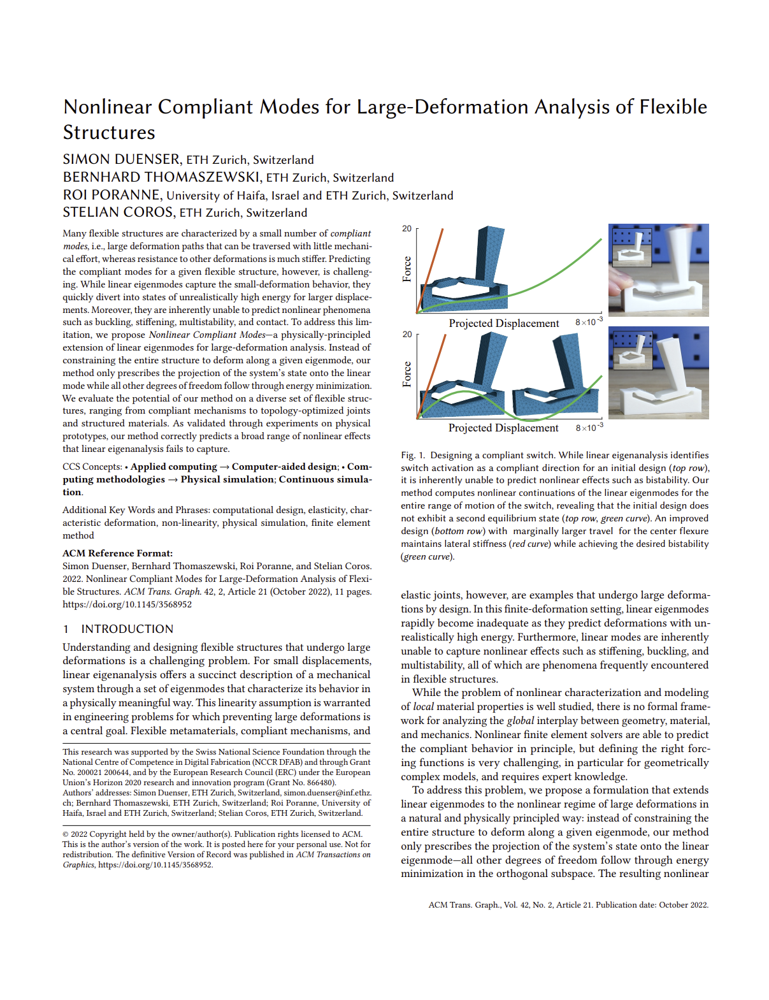 Nonlinear Compliant Modes for Large-Deformation Analysis of Flexible
Structures
SIMON DUENSER, ETH Zurich, Switzerland
BERNHARD THOMASZEWSKI, ETH Zurich, Switzerland
ROI PORANNE, University of Haifa, Israel and ETH Zurich, Switzerland
STELIAN COROS, ETH Zurich, Switzerland
Many flexible structures are characterized by a small number of compliant
modes, i.e., large deformation paths that can be traversed with little mechani-
cal effort, whereas resistance to other deformations is much stiffer. Predicting
the compliant modes for a given flexible structure, however, is challeng-
ing. While linear eigenmodes capture the small-deformation behavior, they
quickly divert into states of unrealistically high energy for larger displace-
ments. Moreover, they are inherently unable to predict nonlinear phenomena
such as buckling, stiffening, multistability, and contact. To address this lim-
itation, we propose Nonlinear Compliant Modes—a physically-principled
extension of linear eigenmodes for large-deformation analysis. Instead of
constraining the entire structure to deform along a given eigenmode, our
method only prescribes the projection of the system's state onto the linear
mode while all other degrees of freedom follow through energy minimization.
We evaluate the potential of our method on a diverse set of flexible struc-
tures, ranging from compliant mechanisms to topology-optimized joints
and structured materials. As validated through experiments on physical
prototypes, our method correctly predicts a broad range of nonlinear effects
that linear eigenanalysis fails to capture.
CCS Concepts: • Applied computing → Computer-aided design; • Com-
puting methodologies → Physical simulation; Continuous simula-
tion.
Additional Key Words and Phrases: computational design, elasticity, char-
acteristic deformation, non-linearity, physical simulation, finite element
method
ACM Reference Format:
Simon Duenser, Bernhard Thomaszewski, Roi Poranne, and Stelian Coros.
2022. Nonlinear Compliant Modes for Large-Deformation Analysis of Flexi-
ble Structures. ACM Trans. Graph. 42, 2, Article 21 (October 2022), 11 pages.
https://doi.org/10.1145/3568952
1 INTRODUCTION
Understanding and designing flexible structures that undergo large
deformations is a challenging problem. For small displacements,
linear eigenanalysis offers a succinct description of a mechanical
system through a set of eigenmodes that characterize its behavior in
a physically meaningful way. This linearity assumption is warranted
in engineering problems for which preventing large deformations is
a central goal. Flexible metamaterials, compliant mechanisms, and
This research was supported by the Swiss National Science Foundation through the
National Centre of Competence in Digital Fabrication (NCCR DFAB) and through Grant
No. 200021 200644, and by the European Research Council (ERC) under the European
Union's Horizon 2020 research and innovation program (Grant No. 866480).
Authors' addresses: Simon Duenser, ETH Zurich, Switzerland, simon.duenser@inf.ethz.
ch; Bernhard Thomaszewski, ETH Zurich, Switzerland; Roi Poranne, University of
Haifa, Israel and ETH Zurich, Switzerland; Stelian Coros, ETH Zurich, Switzerland.
© 2022 Copyright held by the owner/author(s). Publication rights licensed to ACM.
This is the author's version of the work. It is posted here for your personal use. Not for
redistribution. The definitive Version of Record was published in ACM Transactions on
Graphics, https://doi.org/10.1145/3568952.
20
Force
Projected Displacement
8×10⁻³
20
Force
Projected Displacement
8×10⁻³
Fig. 1. Designing a compliant switch. While linear eigenanalysis identifies
switch activation as a compliant direction for an initial design (top row),
it is inherently unable to predict nonlinear effects such as bistability. Our
method computes nonlinear continuations of the linear eigenmodes for the
entire range of motion of the switch, revealing that the initial design does
not exhibit a second equilibrium state (top row, green curve). An improved
design (bottom row) with marginally larger travel for the center flexure
maintains lateral stiffness (red curve) while achieving the desired bistability
(green curve).
elastic joints, however, are examples that undergo large deforma-
tions by design. In this finite-deformation setting, linear eigenmodes
rapidly become inadequate as they predict deformations with un-
realistically high energy. Furthermore, linear modes are inherently
unable to capture nonlinear effects such as stiffening, buckling, and
multistability, all of which are phenomena frequently encountered
in flexible structures.
While the problem of nonlinear characterization and modeling
of local material properties is well studied, there is no formal frame-
work for analyzing the global interplay between geometry, material,
and mechanics. Nonlinear finite element solvers are able to predict
the compliant behavior in principle, but defining the right forc-
ing functions is very challenging, in particular for geometrically
complex models, and requires expert knowledge.
To address this problem, we propose a formulation that extends
linear eigenmodes to the nonlinear regime of large deformations in
a natural and physically principled way: instead of constraining the
entire structure to deform along a given eigenmode, our method
only prescribes the projection of the system's state onto the linear
eigenmode—all other degrees of freedom follow through energy
minimization in the orthogonal subspace. The resulting nonlinear
ACM Trans. Graph., Vol. 42, No. 2, Article 21. Publication date: October 2022.